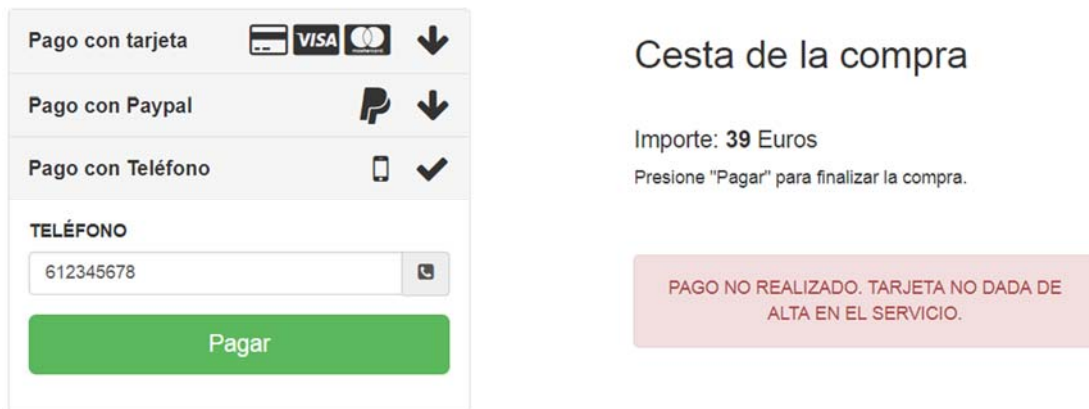 Pago con tarjeta VISA mastercard
Pago con Paypal
Pago con Teléfono
TELÉFONO
612345678
Pagar
Cesta de la compra
Importe: 39 Euros
Presione "Pagar" para finalizar la compra.
PAGO NO REALIZADO. TARJETA NO DADA DE
ALTA EN EL SERVICIO.